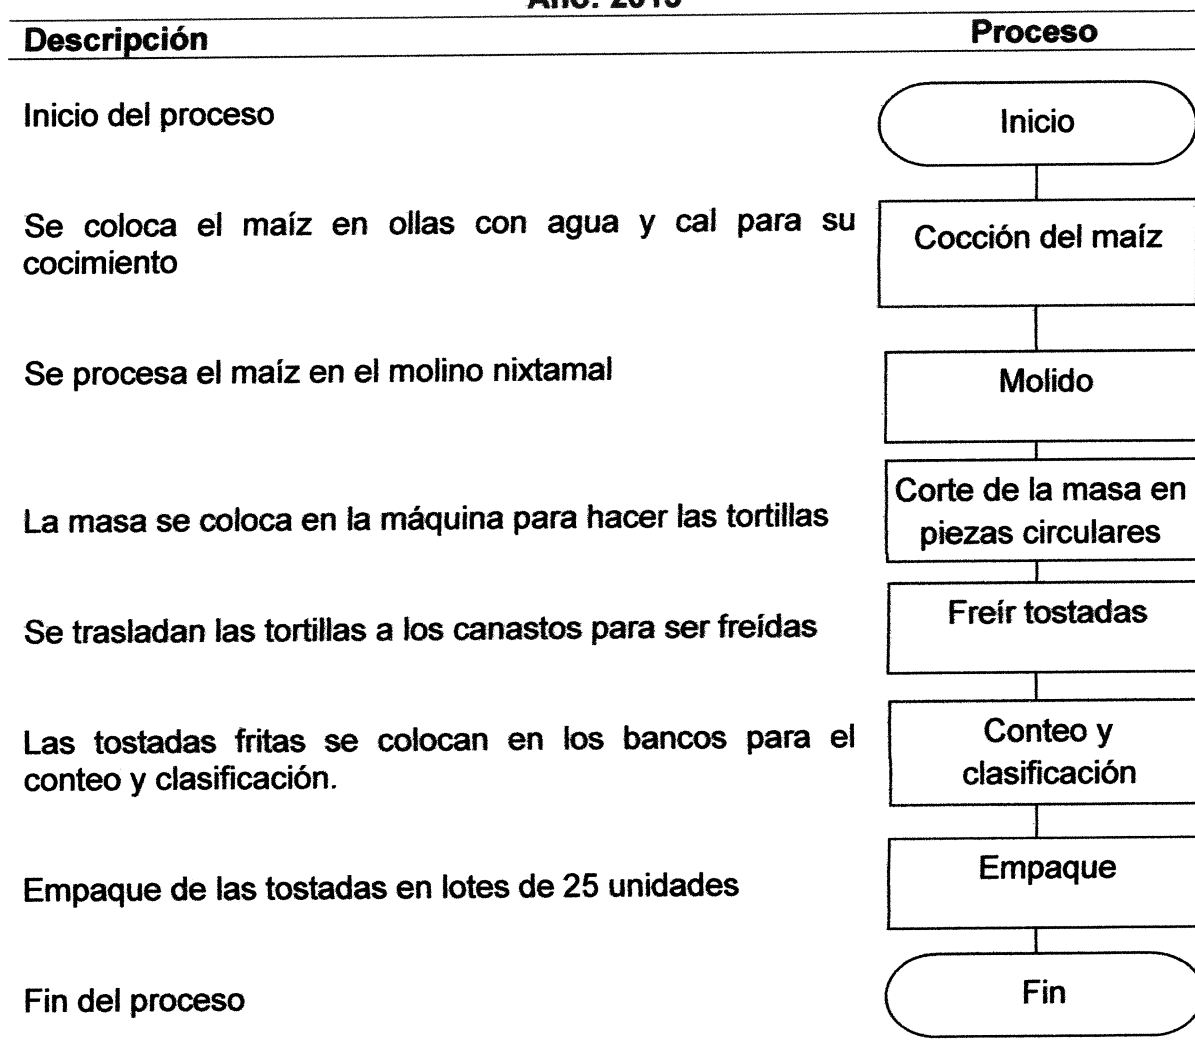 Año: 2013
Descripción
Proceso
Inicio del proceso
Inicio
Se coloca el maíz en ollas con agua y cal para su
cocimiento
Cocción del maíz
Se procesa el maíz en el molino nixtamal
Molido
La masa se coloca en la máquina para hacer las tortillas
Corte de la masa en
piezas circulares
Se trasladan las tortillas a los canastos para ser freídas
Freír tostadas
Las tostadas fritas se colocan en los bancos para el
conteo y clasificación.
Conteo y
clasificación
Empaque de las tostadas en lotes de 25 unidades
Empaque
Fin del proceso
Fin